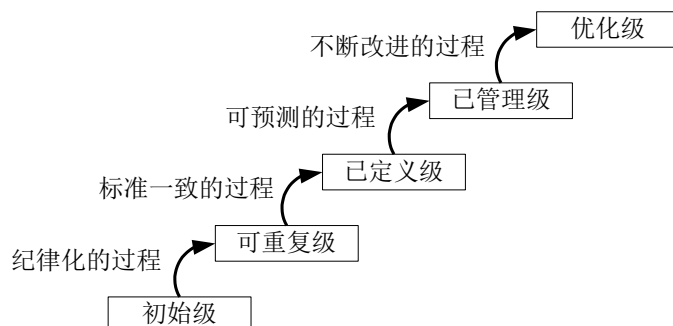 优化级
不断改进的过程
已管理级
可预测的过程
已定义级
标准一致的过程
可重复级
纪律化的过程
初始级